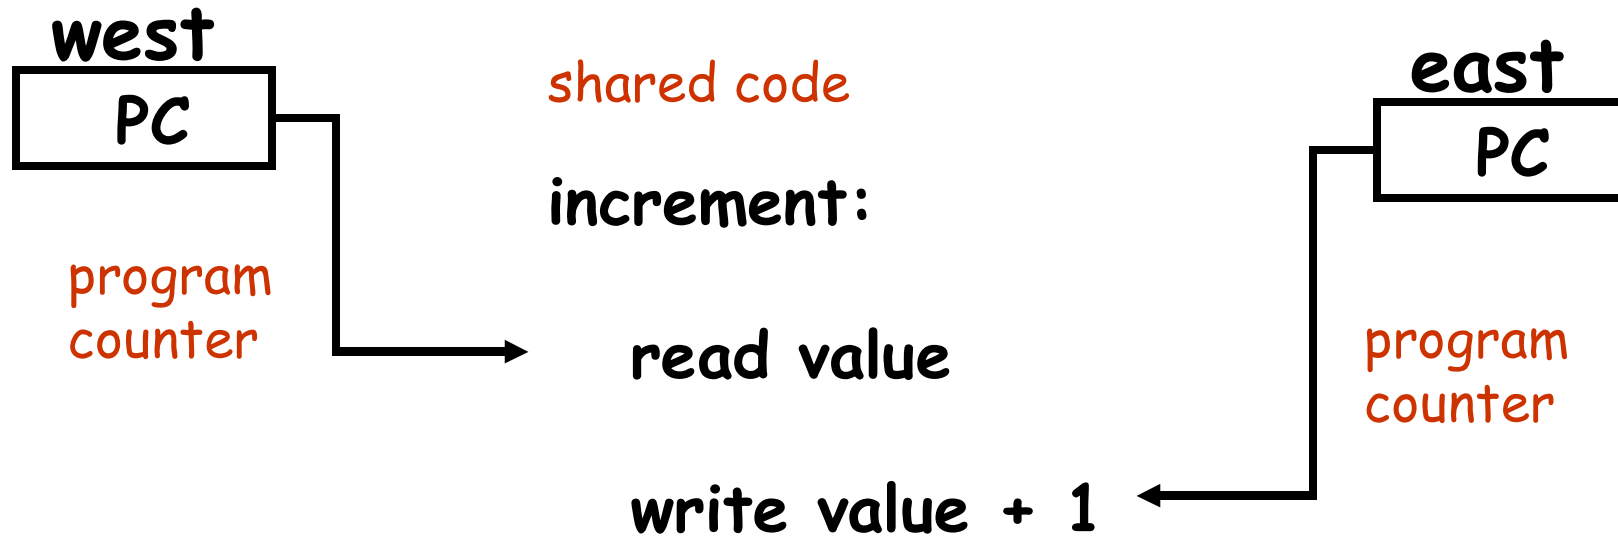 west
PC
program
counter
shared code
increment:
read value
write value + 1
east
PC
program
counter